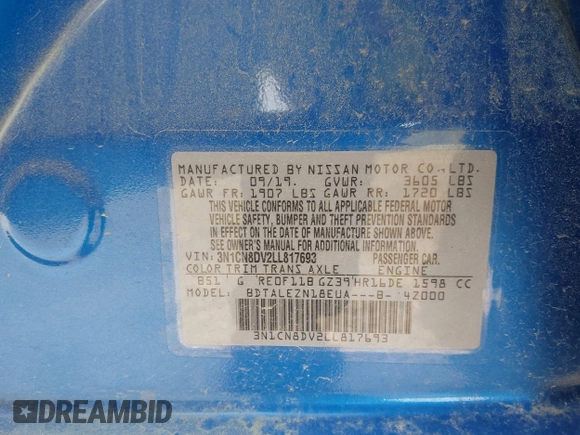 MANUFACTURED BY NISSAN MOTOR CO., LTD.
DATE: 09/19. GVWR: 3605 LBS
GAWR FR: 1907 LBS GAWR RR: 1720 LBS
THIS VEHICLE CONFORMS TO ALL APPLICABLE FEDERAL MOTOR
VEHICLE SAFETY, BUMPER AND THEFT PREVENTION STANDARDS
IN EFFECT ON THE DATE OF MANUFACTURE SHOWN ABOVE.
SEE OWNER'S MANUAL FOR ADDITIONAL INFORMATION.
VIN: 3N1CN8DV2LL817693 PASSENGER CAR.
COLOR TRIM TRANS AXLE ENGINE
B51 G RE0F11B GZ39 HR16DE 1598 CC
MODEL: BDTALEZN18EUA---B- 4Z000
3N1CN8DV2LL817693
DREAMBID